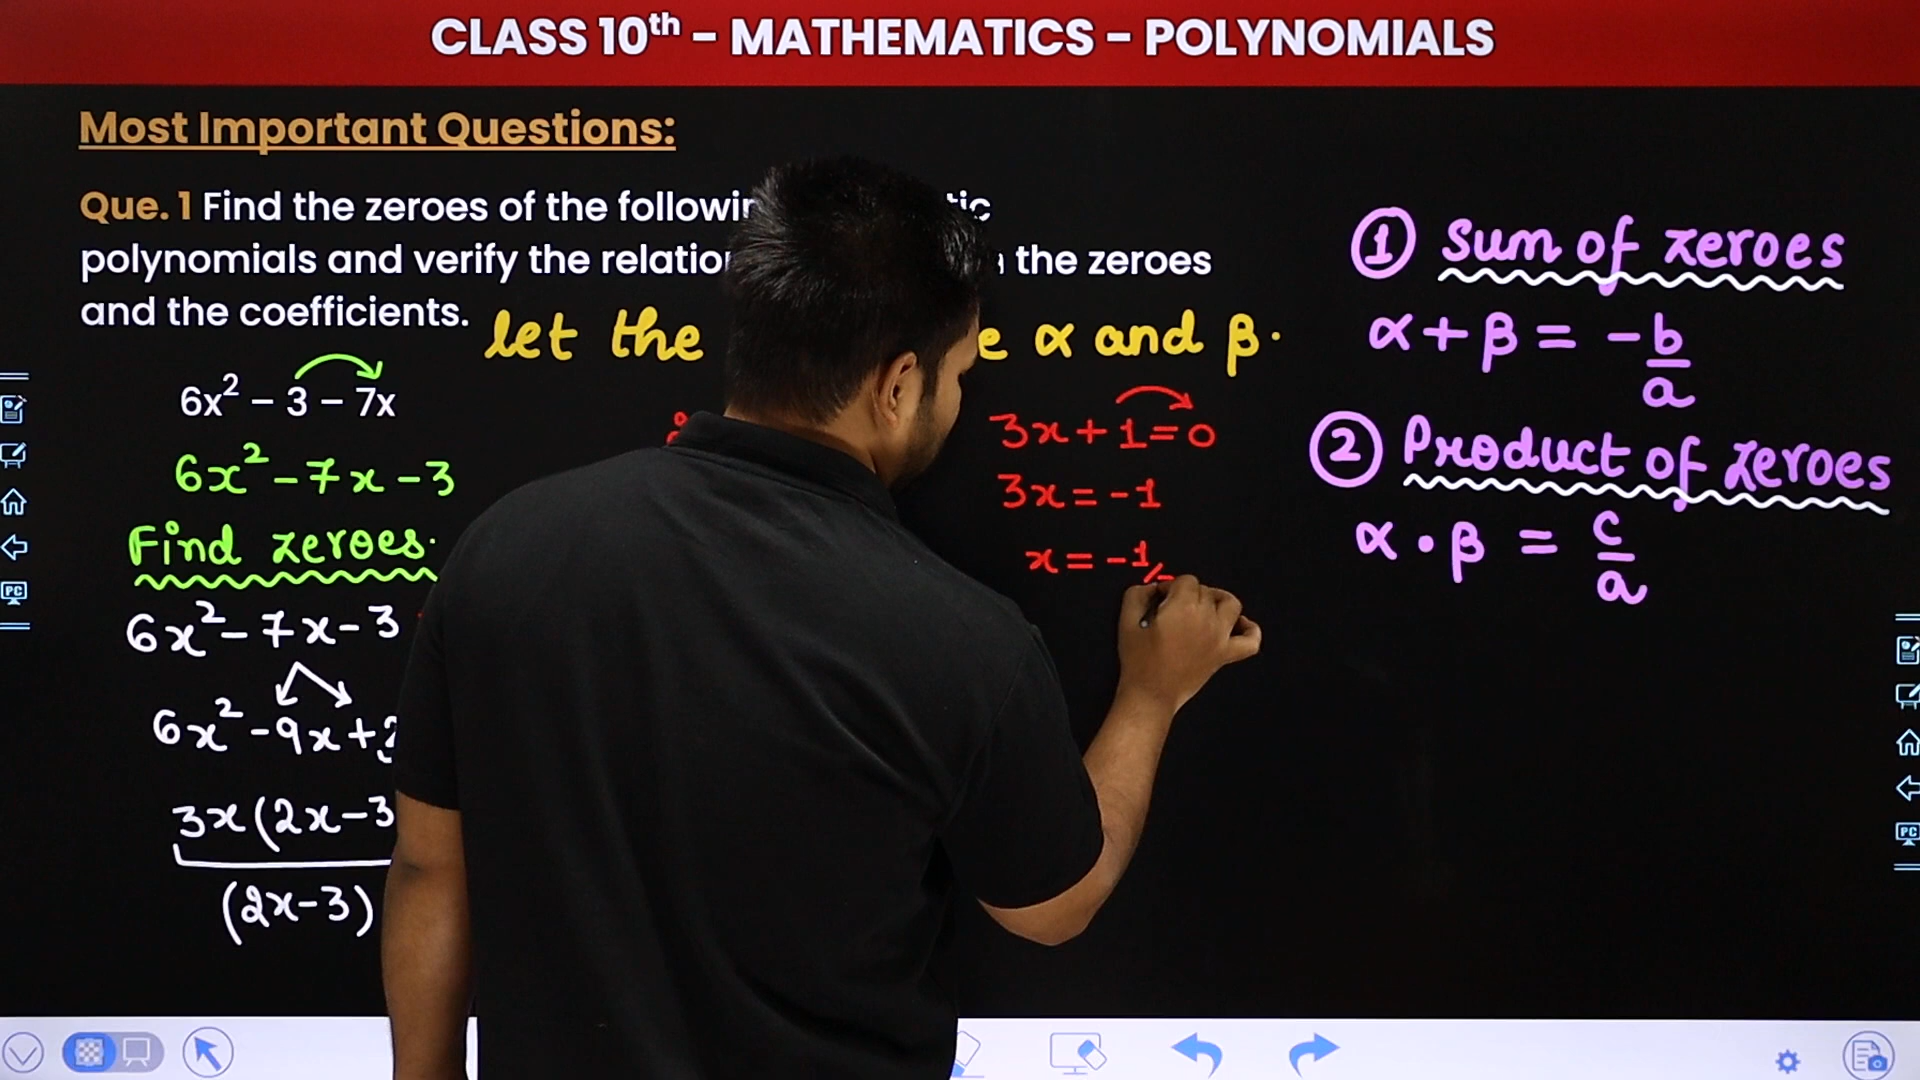 CLASS 10th - MATHEMATICS - POLYNOMIALS
Most Important Questions:
Que. 1 Find the zeroes of the
polynomials and verify the the zeroes
and the coefficients.
let the α and β.
6x² - 3 - 7x
6x² - 7x - 3
Find zeroes.
6x² - 7x - 3
6x² - 9x +
3x(2x-3
(2x-3)
3x + 1 = 0
3x = -1
x = -1/
① Sum of zeroes
α + β = -b/a
② Product of zeroes
α · β = c/a
PC
PC